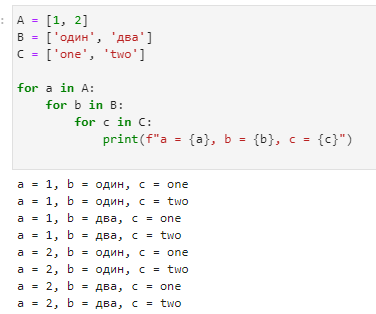 A = [1, 2]
B = ['один', 'два']
C = ['one', 'two']
for a in A:
    for b in B:
        for c in C:
            print(f"a = {a}, b = {b}, c = {c}")
a = 1, b = один, c = one
a = 1, b = один, c = two
a = 1, b = два, c = one
a = 1, b = два, c = two
a = 2, b = один, c = one
a = 2, b = один, c = two
a = 2, b = два, c = one
a = 2, b = два, c = two